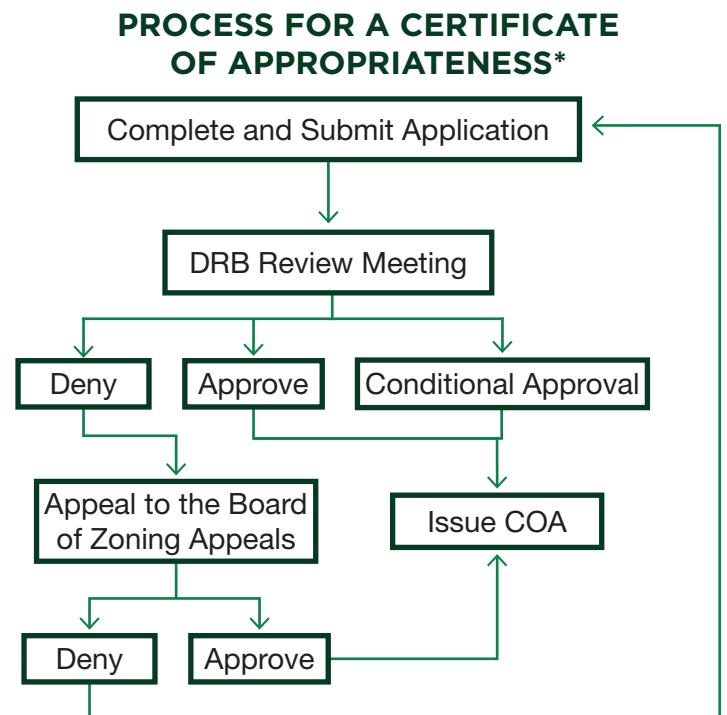 PROCESS FOR A CERTIFICATE
OF APPROPRIATENESS*
Complete and Submit Application
DRB Review Meeting
Deny
Approve
Conditional Approval
Appeal to the Board
of Zoning Appeals
Issue COA
Deny
Approve